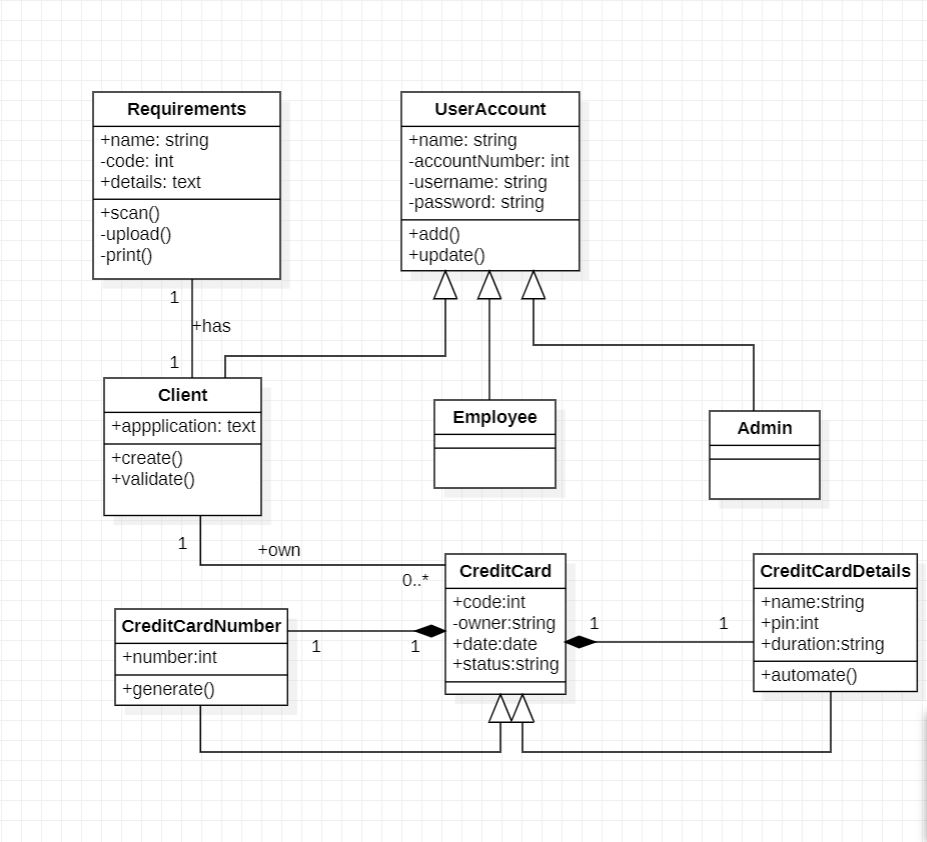 Requirements
+name: string
-code: int
+details: text
+scan()
-upload()
-print()
UserAccount
+name: string
-accountNumber: int
-username: string
-password: string
+add()
+update()
1
+has
1
Client
+appplication: text
+create()
+validate()
Employee
Admin
1
+own
0..*
CreditCard
+code:int
-owner:string
+date:date
+status:string
CreditCardDetails
+name:string
+pin:int
+duration:string
+automate()
CreditCardNumber
+number:int
+generate()
1
1
1
1